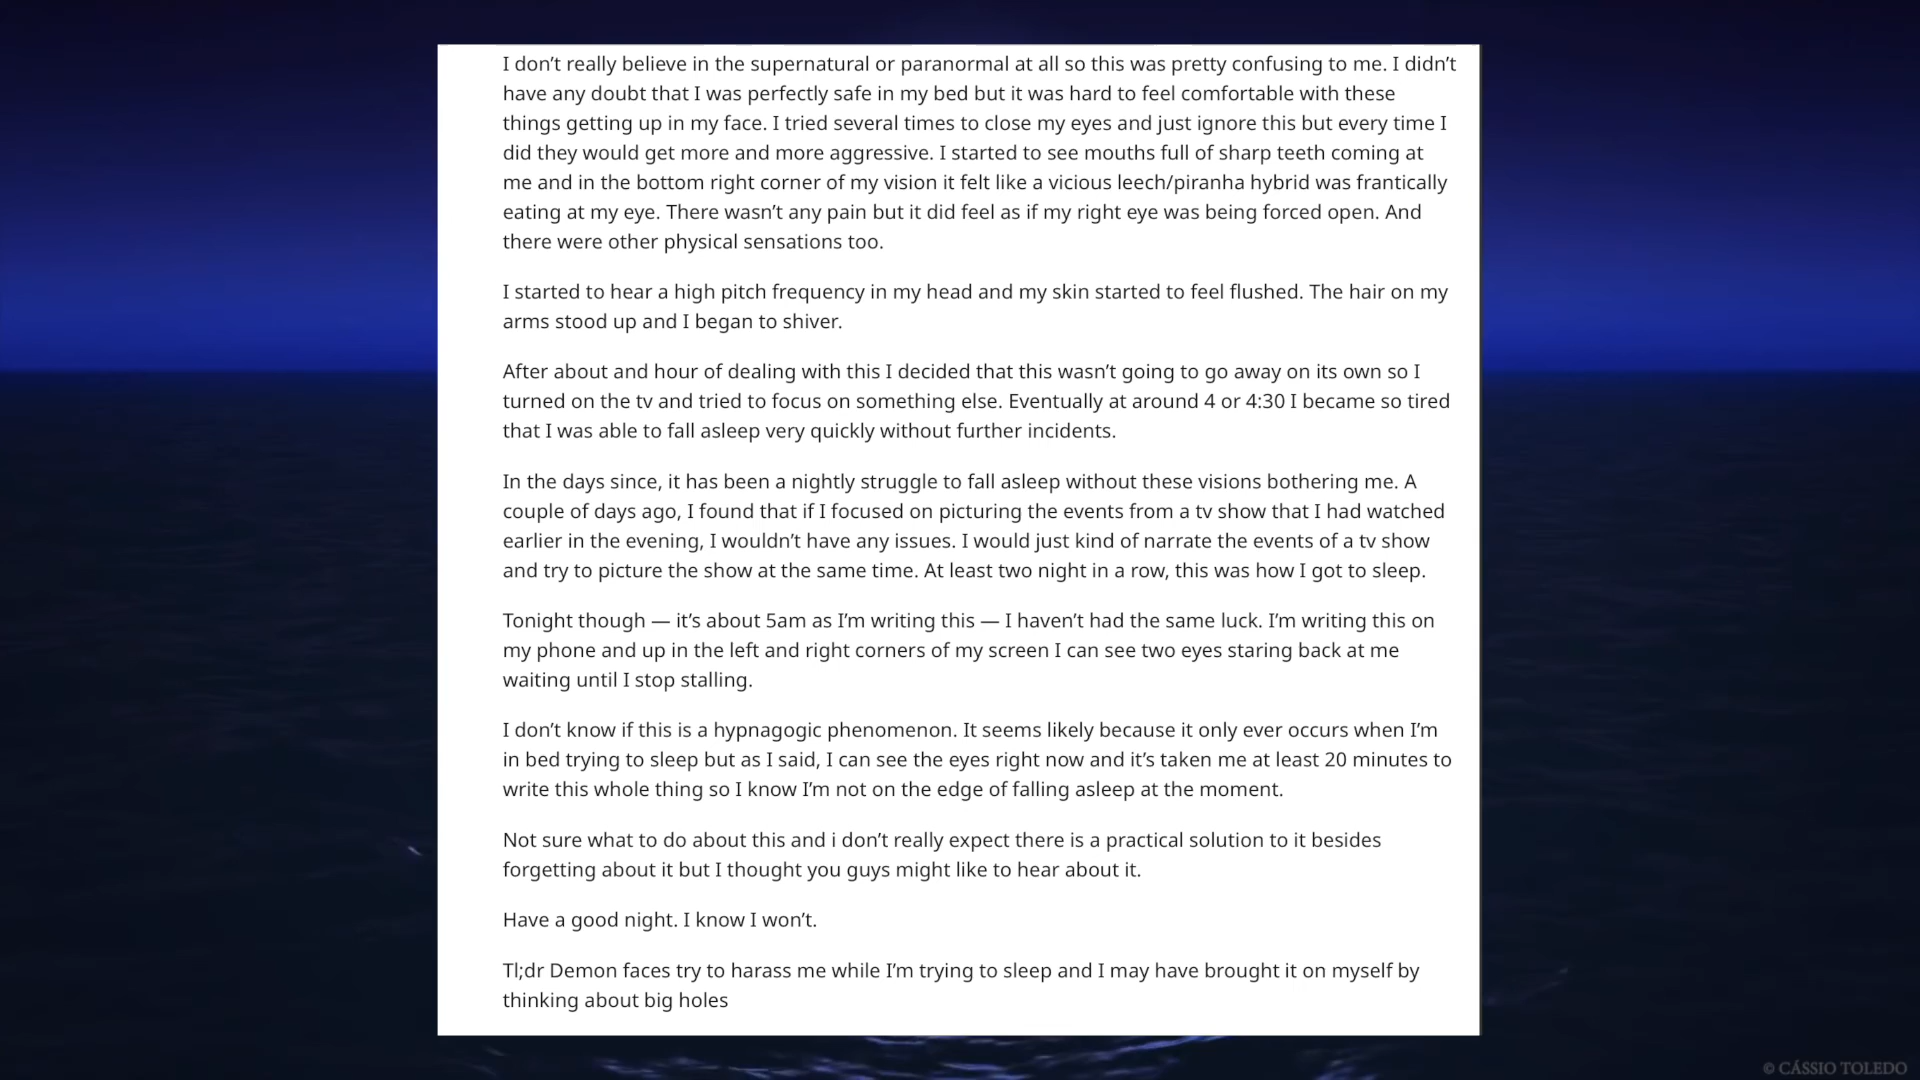 I don’t really believe in the supernatural or paranormal at all so this was pretty confusing to me. I didn’t
have any doubt that I was perfectly safe in my bed but it was hard to feel comfortable with these
things getting up in my face. I tried several times to close my eyes and just ignore this but every time I
did they would get more and more aggressive. I started to see mouths full of sharp teeth coming at
me and in the bottom right corner of my vision it felt like a vicious leech/piranha hybrid was frantically
eating at my eye. There wasn’t any pain but it did feel as if my right eye was being forced open. And
there were other physical sensations too.
I started to hear a high pitch frequency in my head and my skin started to feel flushed. The hair on my
arms stood up and I began to shiver.
After about and hour of dealing with this I decided that this wasn’t going to go away on its own so I
turned on the tv and tried to focus on something else. Eventually at around 4 or 4:30 I became so tired
that I was able to fall asleep very quickly without further incidents.
In the days since, it has been a nightly struggle to fall asleep without these visions bothering me. A
couple of days ago, I found that if I focused on picturing the events from a tv show that I had watched
earlier in the evening, I wouldn’t have any issues. I would just kind of narrate the events of a tv show
and try to picture the show at the same time. At least two night in a row, this was how I got to sleep.
Tonight though — it’s about 5am as I’m writing this — I haven’t had the same luck. I’m writing this on
my phone and up in the left and right corners of my screen I can see two eyes staring back at me
waiting until I stop stalling.
I don’t know if this is a hypnagogic phenomenon. It seems likely because it only ever occurs when I’m
in bed trying to sleep but as I said, I can see the eyes right now and it’s taken me at least 20 minutes to
write this whole thing so I know I’m not on the edge of falling asleep at the moment.
Not sure what to do about this and i don’t really expect there is a practical solution to it besides
forgetting about it but I thought you guys might like to hear about it.
Have a good night. I know I won’t.
Tl;dr Demon faces try to harass me while I’m trying to sleep and I may have brought it on myself by
thinking about big holes
© CÁSSIO TOLEDO